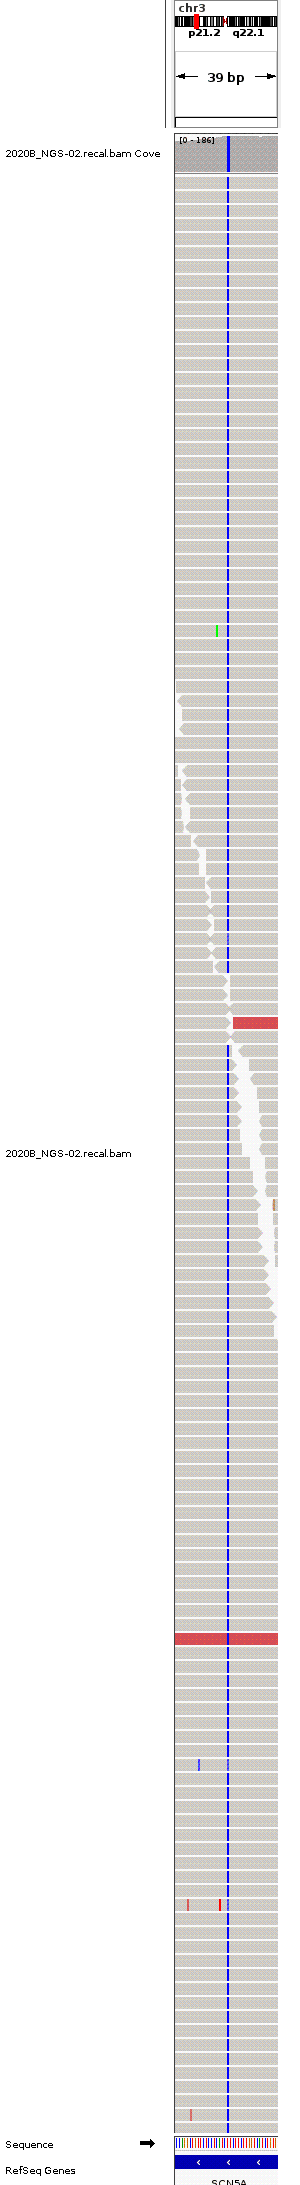 chr3
p21.2 q22.1
39 bp
[0 - 186]
2020B_NGS-02.recal.bam Cove
2020B_NGS-02.recal.bam
Sequence
RefSeq Genes
SCN5A